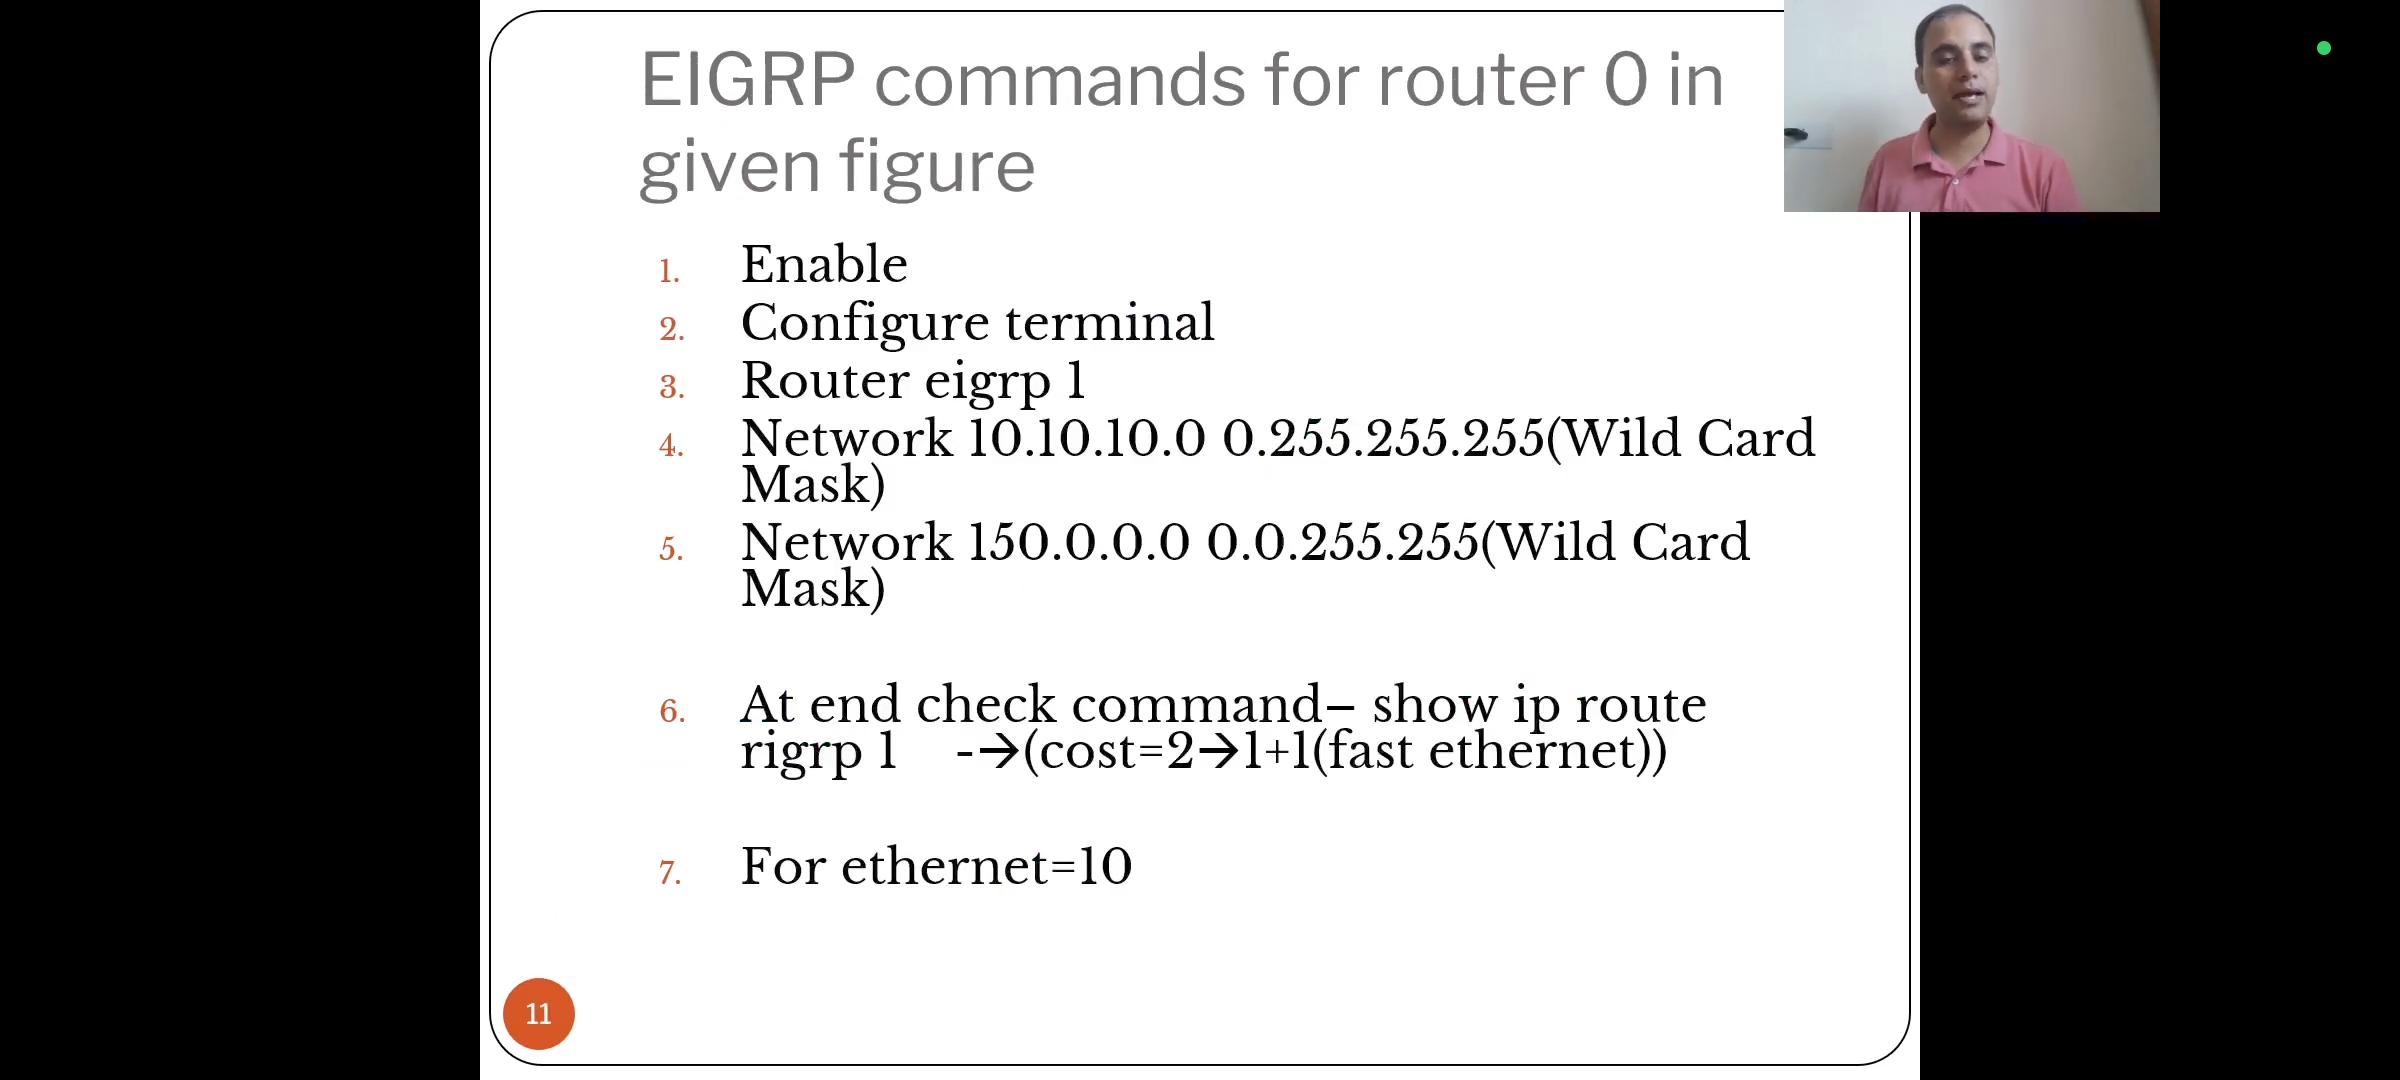 EIGRP commands for router 0 in
given figure
1. Enable
2. Configure terminal
3. Router eigrp 1
4. Network 10.10.10.0 0.255.255.255(Wild Card
Mask)
5. Network 150.0.0.0 0.0.255.255(Wild Card
Mask)
6. At end check command– show ip route
rigrp 1 -→(cost=2→1+1(fast ethernet))
7. For ethernet=10
11